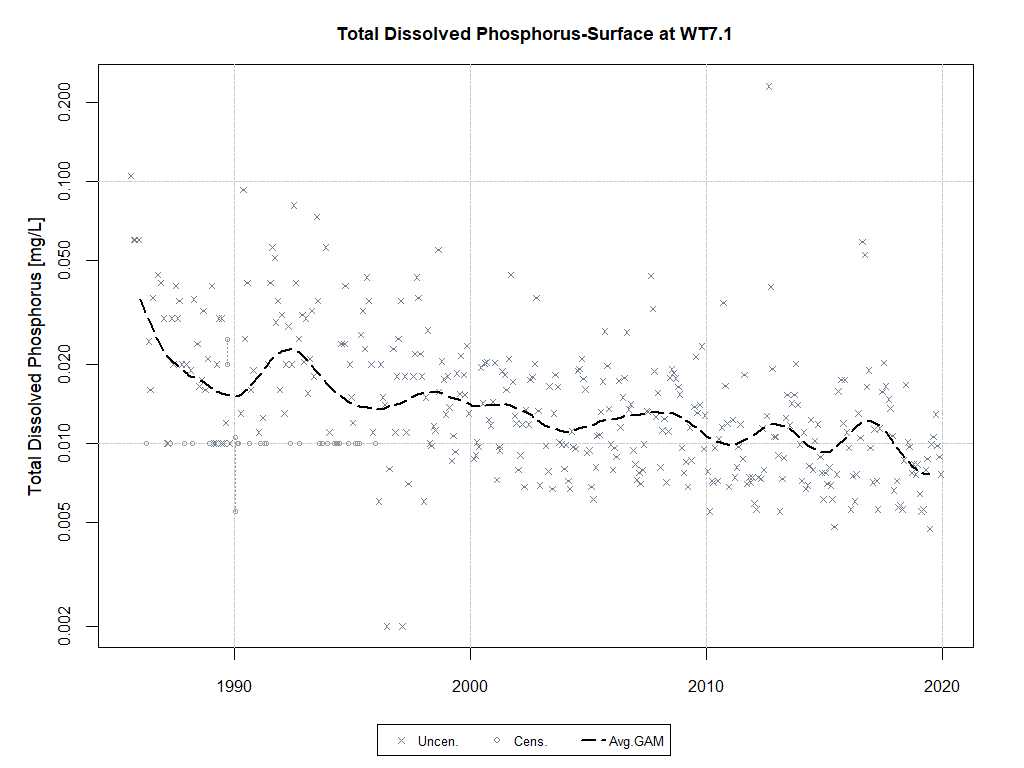 Total Dissolved Phosphorus-Surface at WT7.1
Total Dissolved Phosphorus [mg/L]
0.200
0.100
0.050
0.020
0.010
0.005
0.002
1990 2000 2010 2020
Uncen. Cens. Avg.GAM